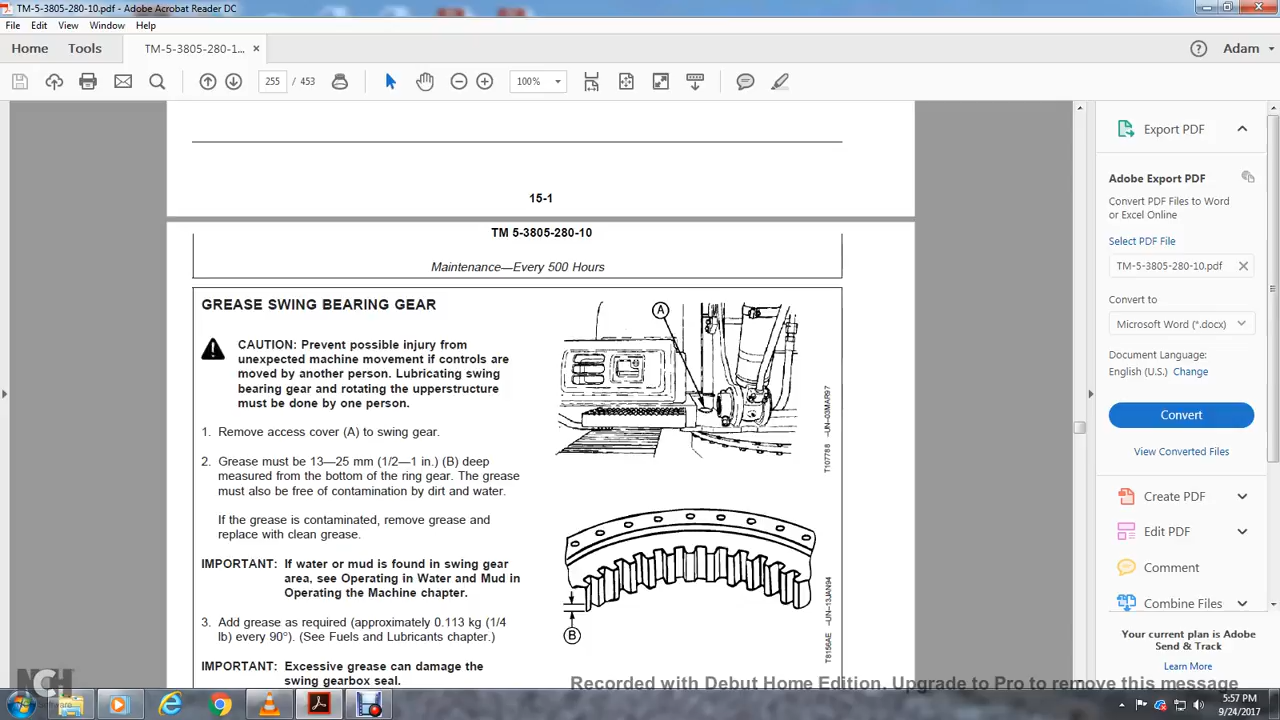 TM-5-3805-280-10.pdf - Adobe Acrobat Reader DC
File Edit View Window Help
Home Tools TM-5-3805-280-1... × Adam
255 / 453 100%
15-1
TM 5-3805-280-10
Maintenance—Every 500 Hours
GREASE SWING BEARING GEAR
CAUTION: Prevent possible injury from
unexpected machine movement if controls are
moved by another person. Lubricating swing
bearing gear and rotating the upperstructure
must be done by one person.
1. Remove access cover (A) to swing gear.
2. Grease must be 13—25 mm (1/2—1 in.) (B) deep
measured from the bottom of the ring gear. The grease
must also be free of contamination by dirt and water.
If the grease is contaminated, remove grease and
replace with clean grease.
IMPORTANT: If water or mud is found in swing gear
area, see Operating in Water and Mud in
Operating the Machine chapter.
3. Add grease as required (approximately 0.113 kg (1/4
lb) every 90°). (See Fuels and Lubricants chapter.)
IMPORTANT: Excessive grease can damage the
swing gearbox seal.
A
T107788 –UN–03MAR97
B
T8156AE –UN–13JAN94
Export PDF
Adobe Export PDF
Convert PDF Files to Word
or Excel Online
Select PDF File
TM-5-3805-280-10.pdf
Convert to
Microsoft Word (*.docx)
Document Language:
English (U.S.) Change
Convert
View Converted Files
Create PDF
Edit PDF
Comment
Combine Files
Your current plan is Adobe
Send & Track
Learn More
NCH
Software
Recorded with Debut Home Edition. Upgrade to Pro to remove this message
5:57 PM
9/24/2017